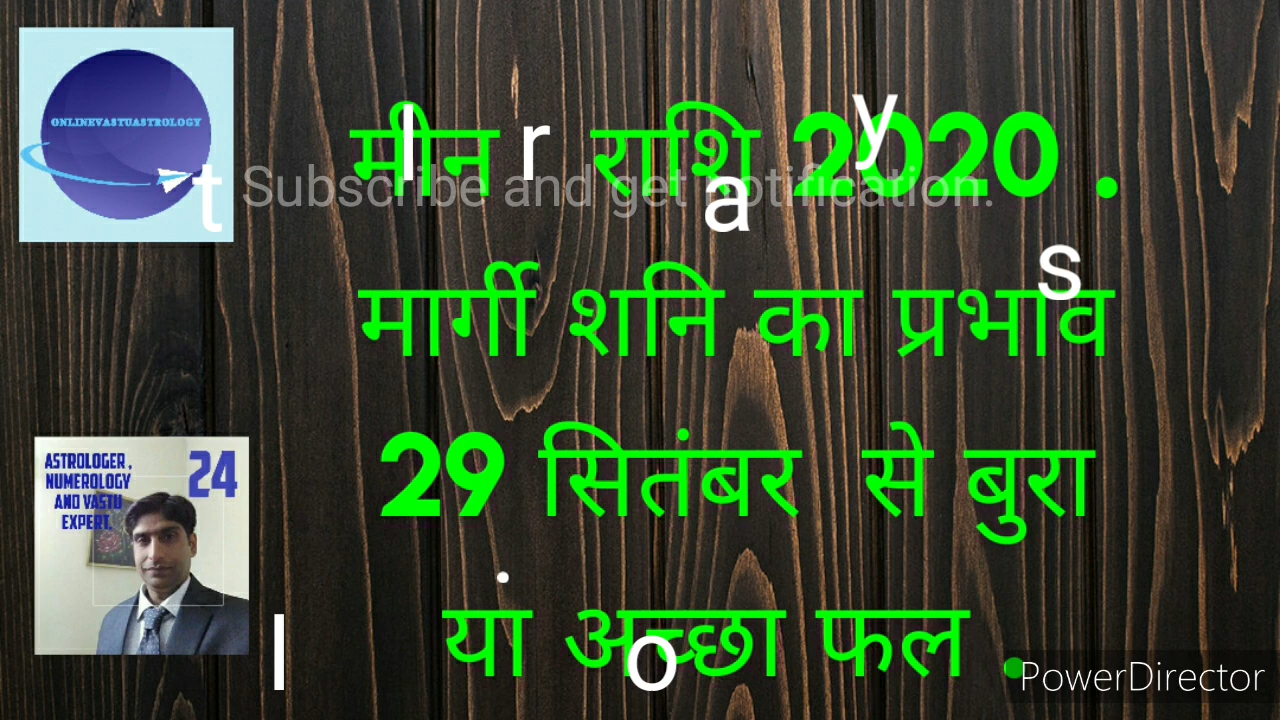 ONLINEVASTUASTROLOGY
मीन राशि 2020 .
Subscribe and get notification.
मार्गी शनि का प्रभाव
29 सितंबर से बुरा
या अच्छा फल .
ASTROLOGER ,
NUMEROLOGY
AND VASTU
EXPERT.
24
l r y
t a
s
l o
PowerDirector